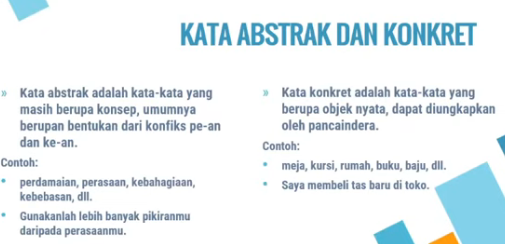 KATA ABSTRAK DAN KONKRET
» Kata abstrak adalah kata-kata yang
masih berupa konsep, umumnya
berupan bentukan dari konfiks pe-an
dan ke-an.
Contoh:
• perdamaian, perasaan, kebahagiaan,
kebebasan, dll.
• Gunakanlah lebih banyak pikiranmu
daripada perasaanmu.
» Kata konkret adalah kata-kata yang
berupa objek nyata, dapat diungkapkan
oleh pancaindera.
Contoh:
• meja, kursi, rumah, buku, baju, dll.
• Saya membeli tas baru di toko.